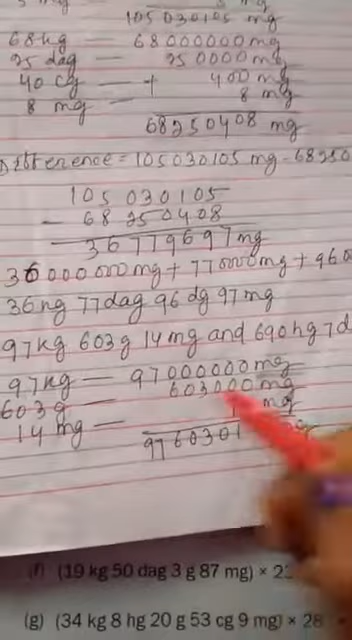 105030105 mg
68kg — 68000000mg
25 dag — 250000mg
40 cg — + 400 mg
8 mg — 8 mg
68250408 mg
Difference = 105030105 mg - 68250
105030105
- 68250408
36779697mg
36000000mg + 770000mg + 960
36kg 77dag 96dg 97mg
97kg 603g 14mg and 690hg 7d
97kg — 97000000mg
603g — 603000mg
14 mg — mg
9760301
(f) (19 kg 50 dag 3 g 87 mg) × 2
(g) (34 kg 8 hg 20 g 53 cg 9 mg) × 28